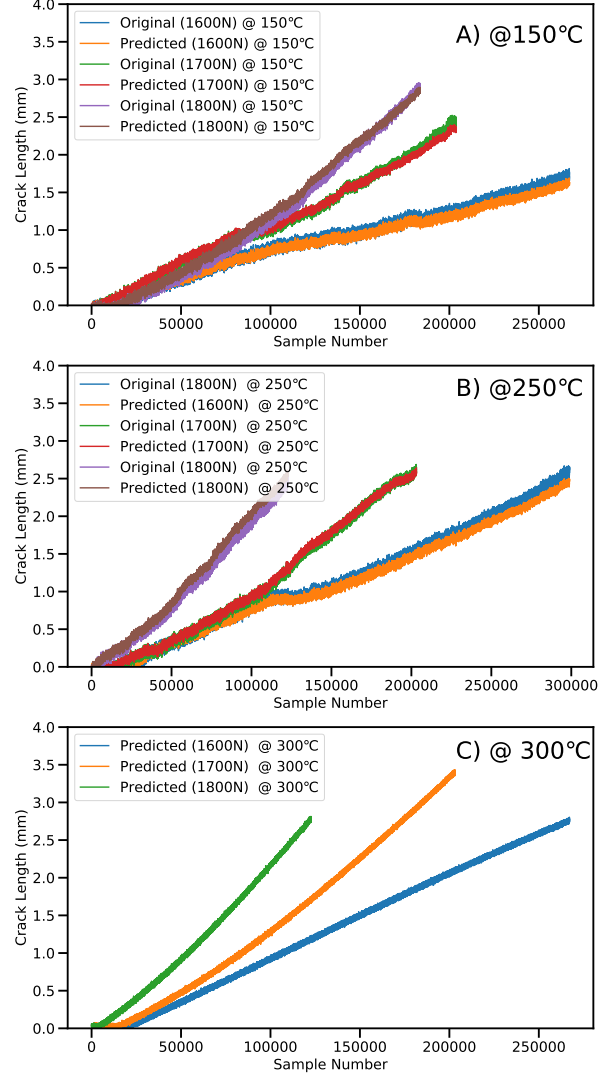 4.0
3.5
3.0
2.5
2.0
1.5
1.0
0.5
0.0
Crack Length (mm)
Original (1600N) @ 150℃
Predicted (1600N) @ 150℃
Original (1700N) @ 150℃
Predicted (1700N) @ 150℃
Original (1800N) @ 150℃
Predicted (1800N) @ 150℃
A) @150℃
0 50000 100000 150000 200000 250000
Sample Number
4.0
3.5
3.0
2.5
2.0
1.5
1.0
0.5
0.0
Crack Length (mm)
Original (1800N) @ 250℃
Predicted (1600N) @ 250℃
Original (1700N) @ 250℃
Predicted (1700N) @ 250℃
Original (1800N) @ 250℃
Predicted (1800N) @ 250℃
B) @250℃
0 50000 100000 150000 200000 250000 300000
Sample Number
4.0
3.5
3.0
2.5
2.0
1.5
1.0
0.5
0.0
Crack Length (mm)
Predicted (1600N) @ 300℃
Predicted (1700N) @ 300℃
Predicted (1800N) @ 300℃
C) @ 300℃
0 50000 100000 150000 200000 250000
Sample Number